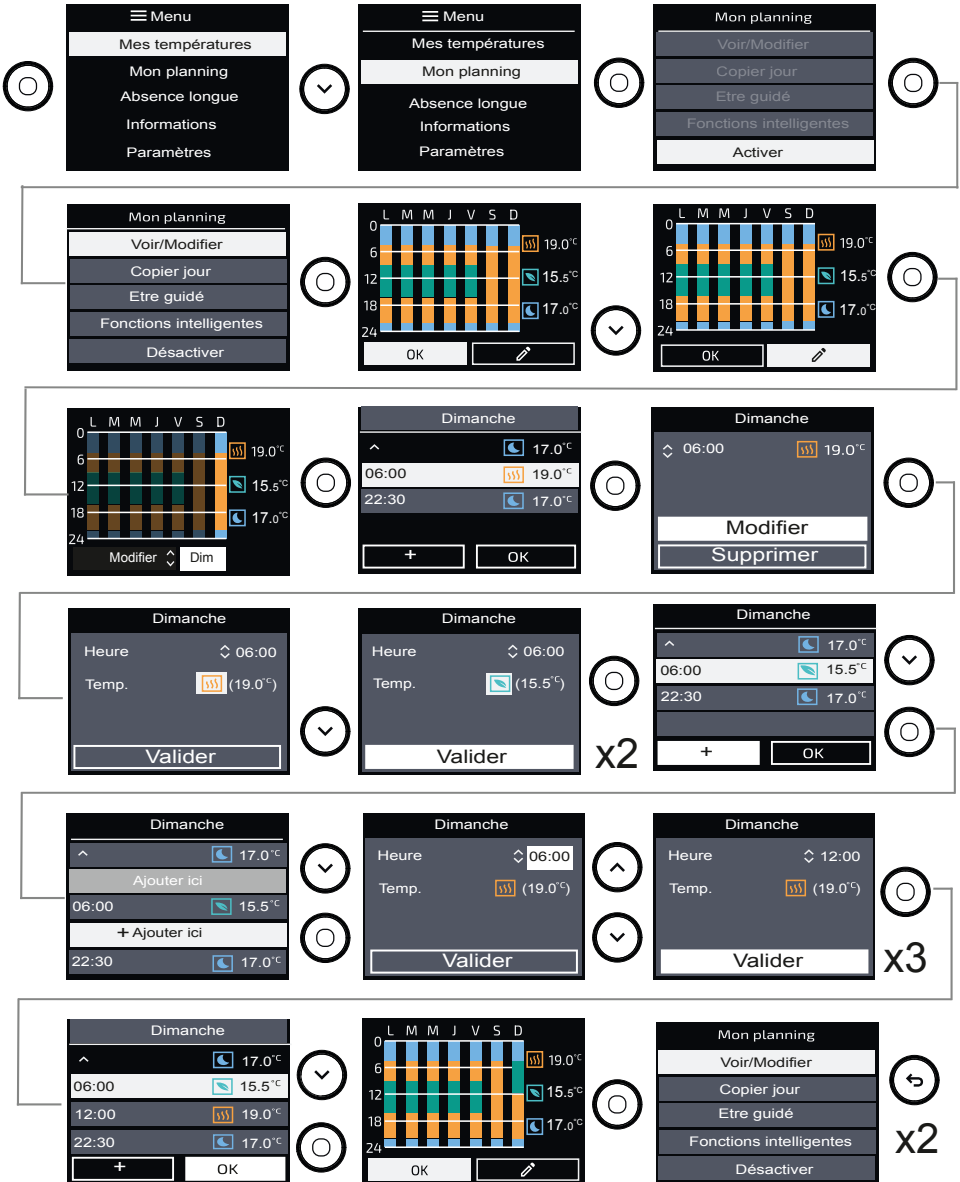 Menu
Mes températures
Mon planning
Absence longue
Informations
Paramètres
Menu
Mes températures
Mon planning
Absence longue
Informations
Paramètres
Mon planning
Voir/Modifier
Copier jour
Etre guidé
Fonctions intelligentes
Activer
Mon planning
Voir/Modifier
Copier jour
Etre guidé
Fonctions intelligentes
Désactiver
L M M J V S D
0
6
12
18
24
19.0°C
15.5°C
17.0°C
OK
L M M J V S D
0
6
12
18
24
19.0°C
15.5°C
17.0°C
OK
L M M J V S D
0
6
12
18
24
19.0°C
15.5°C
17.0°C
Modifier Dim
Dimanche
17.0°C
06:00 19.0°C
22:30 17.0°C
+ OK
Dimanche
06:00 19.0°C
Modifier
Supprimer
Dimanche
Heure 06:00
Temp. (19.0°C)
Valider
Dimanche
Heure 06:00
Temp. (15.5°C)
Valider
x2
Dimanche
17.0°C
06:00 15.5°C
22:30 17.0°C
+ OK
Dimanche
17.0°C
Ajouter ici
06:00 15.5°C
+ Ajouter ici
22:30 17.0°C
Dimanche
Heure 06:00
Temp. (19.0°C)
Valider
Dimanche
Heure 12:00
Temp. (19.0°C)
Valider
x3
Dimanche
17.0°C
06:00 15.5°C
12:00 19.0°C
22:30 17.0°C
+ OK
L M M J V S D
0
6
12
18
24
19.0°C
15.5°C
17.0°C
OK
Mon planning
Voir/Modifier
Copier jour
Etre guidé
Fonctions intelligentes
Désactiver
x2